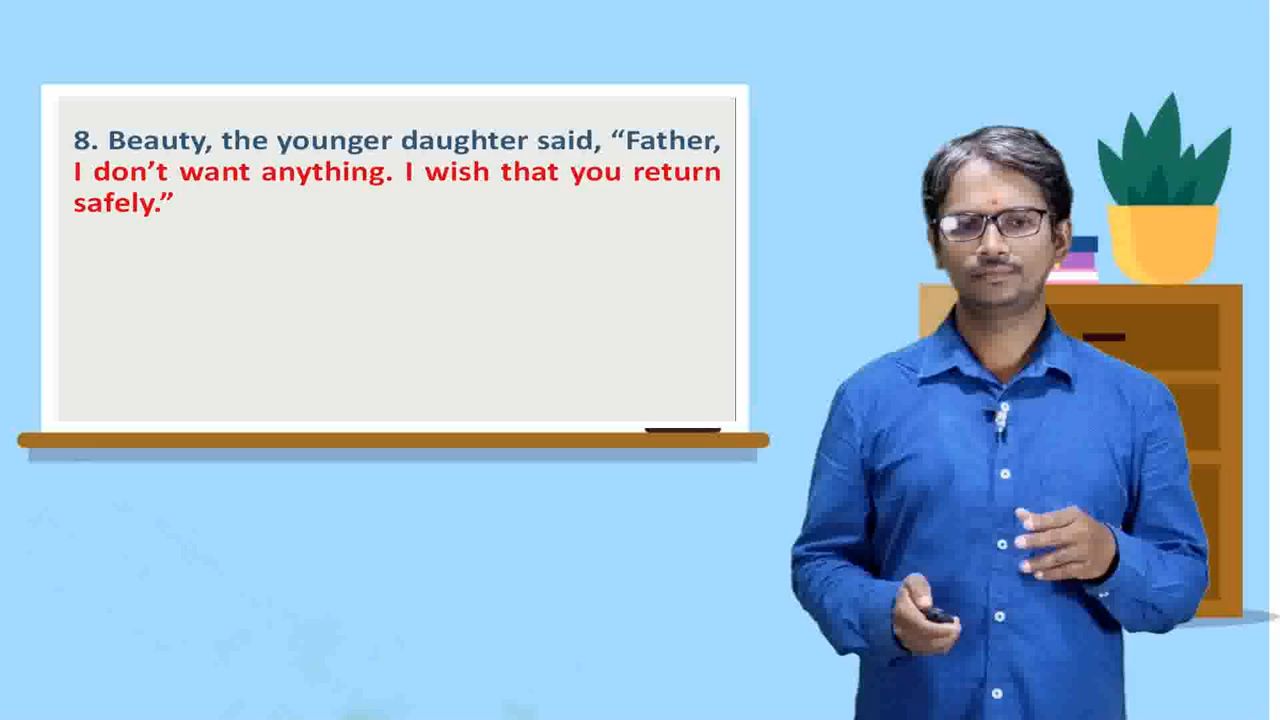 8. Beauty, the younger daughter said, “Father,
I don’t want anything. I wish that you return
safely.”